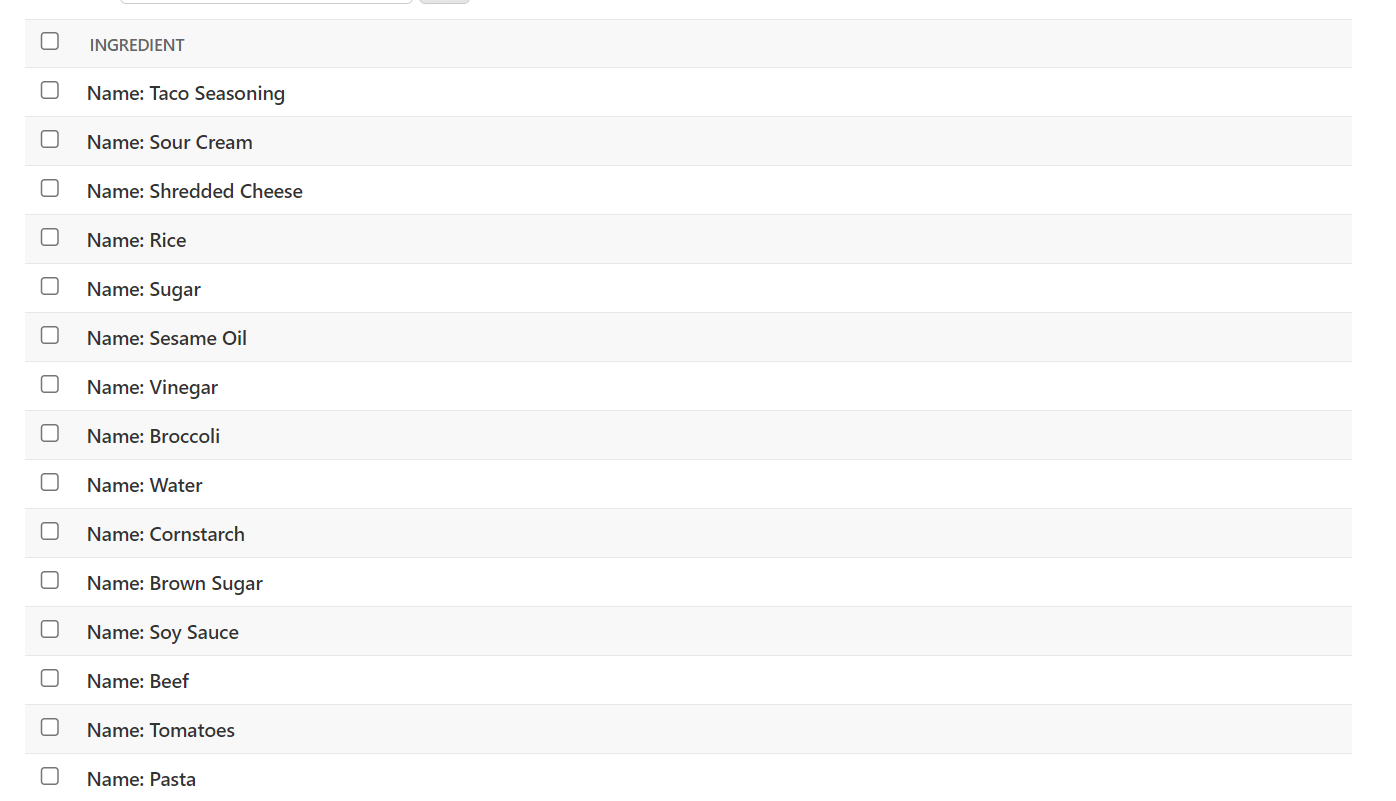 INGREDIENT
Name: Taco Seasoning
Name: Sour Cream
Name: Shredded Cheese
Name: Rice
Name: Sugar
Name: Sesame Oil
Name: Vinegar
Name: Broccoli
Name: Water
Name: Cornstarch
Name: Brown Sugar
Name: Soy Sauce
Name: Beef
Name: Tomatoes
Name: Pasta